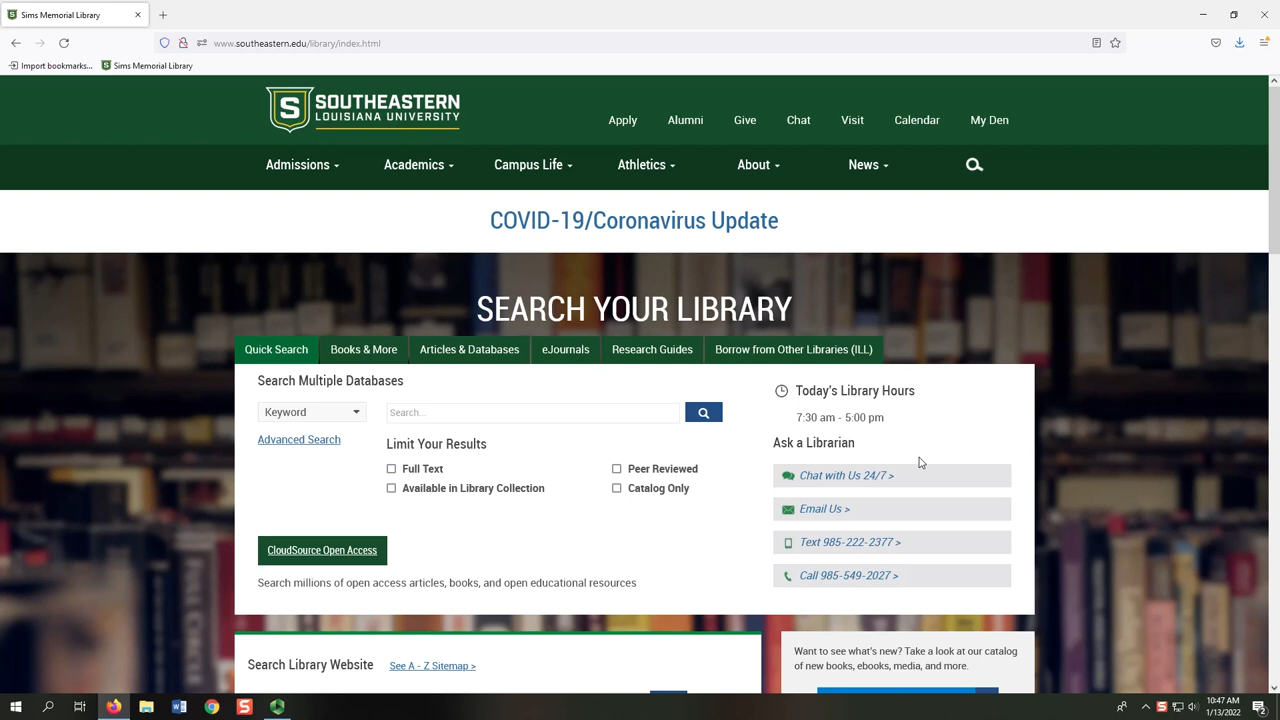 Sims Memorial Library
www.southeastern.edu/library/index.html
Import bookmarks... Sims Memorial Library
S SOUTHEASTERN
LOUISIANA UNIVERSITY
Apply Alumni Give Chat Visit Calendar My Den
Admissions Academics Campus Life Athletics About News
COVID-19/Coronavirus Update
SEARCH YOUR LIBRARY
Quick Search Books & More Articles & Databases eJournals Research Guides Borrow from Other Libraries (ILL)
Search Multiple Databases
Keyword Search...
Advanced Search
Limit Your Results
Full Text Peer Reviewed
Available in Library Collection Catalog Only
CloudSource Open Access
Search millions of open access articles, books, and open educational resources
Today's Library Hours
7:30 am - 5:00 pm
Ask a Librarian
Chat with Us 24/7 >
Email Us >
Text 985-222-2377 >
Call 985-549-2027 >
Search Library Website See A - Z Sitemap >
Want to see what's new? Take a look at our catalog
of new books, ebooks, media, and more.
10:47 AM
1/13/2022
2